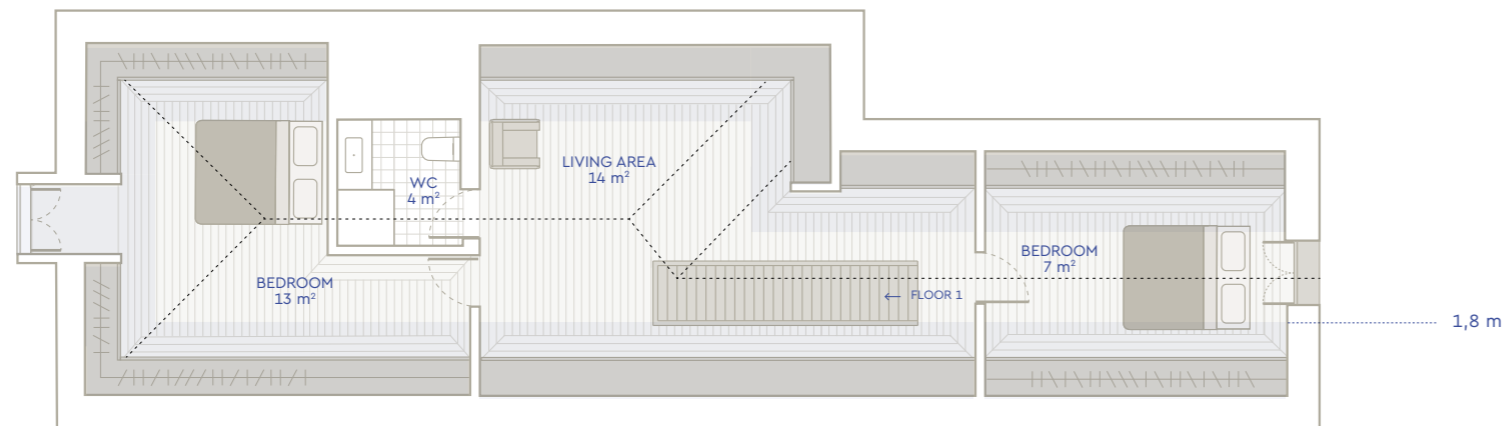 LIVING AREA
14 m²
WC
4 m²
BEDROOM
7 m²
BEDROOM
13 m²
← FLOOR 1
1,8 m